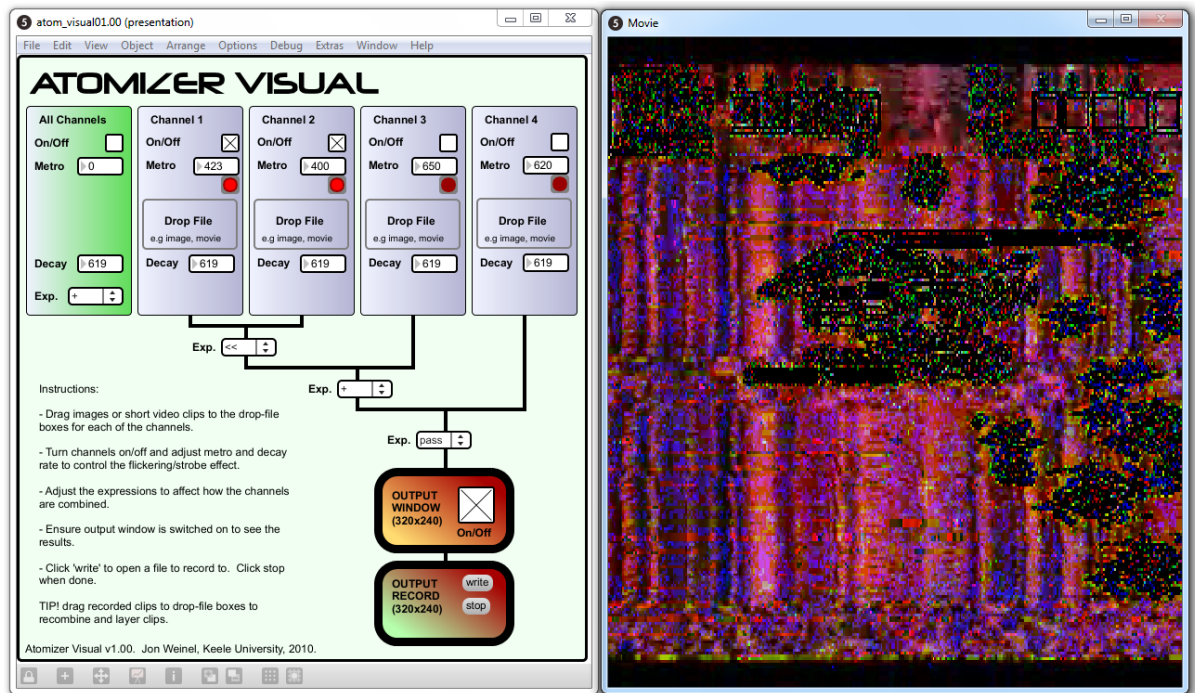 atom_visual01.00 (presentation)
File Edit View Object Arrange Options Debug Extras Window Help
ATOMIZER VISUAL
All Channels
On/Off
Metro 0
Decay 619
Exp. +
Channel 1
On/Off
Metro 423
Drop File
e.g image, movie
Decay 619
Channel 2
On/Off
Metro 400
Drop File
e.g image, movie
Decay 619
Channel 3
On/Off
Metro 650
Drop File
e.g image, movie
Decay 619
Channel 4
On/Off
Metro 620
Drop File
e.g image, movie
Decay 619
Exp. <<
Exp. +
Exp. pass
Instructions:
- Drag images or short video clips to the drop-file
boxes for each of the channels.
- Turn channels on/off and adjust metro and decay
rate to control the flickering/strobe effect.
- Adjust the expressions to affect how the channels
are combined.
- Ensure output window is switched on to see the
results.
- Click 'write' to open a file to record to. Click stop
when done.
TIP! drag recorded clips to drop-file boxes to
recombine and layer clips.
OUTPUT
WINDOW
(320x240)
On/Off
OUTPUT
RECORD
(320x240)
write
stop
Atomizer Visual v1.00. Jon Weinel, Keele University, 2010.
Movie